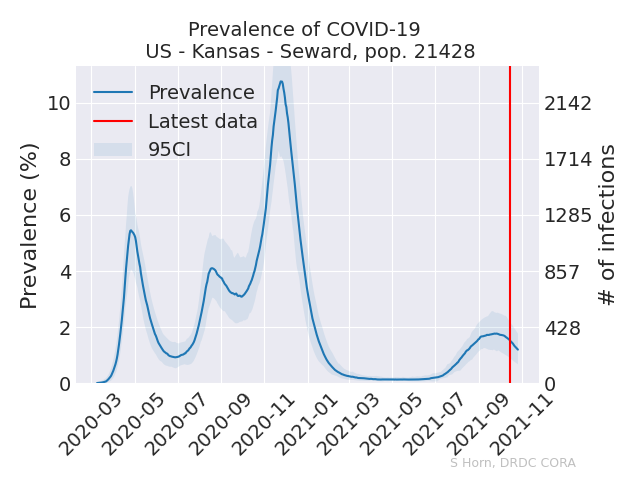 Prevalence of COVID-19
US - Kansas - Seward, pop. 21428
Prevalence
Latest data
95CI
Prevalence (%)
10
8
6
4
2
0
2142
1714
1285
857
428
0
# of infections
2020-03
2020-05
2020-07
2020-09
2020-11
2021-01
2021-03
2021-05
2021-07
2021-09
2021-11
S Horn, DRDC CORA